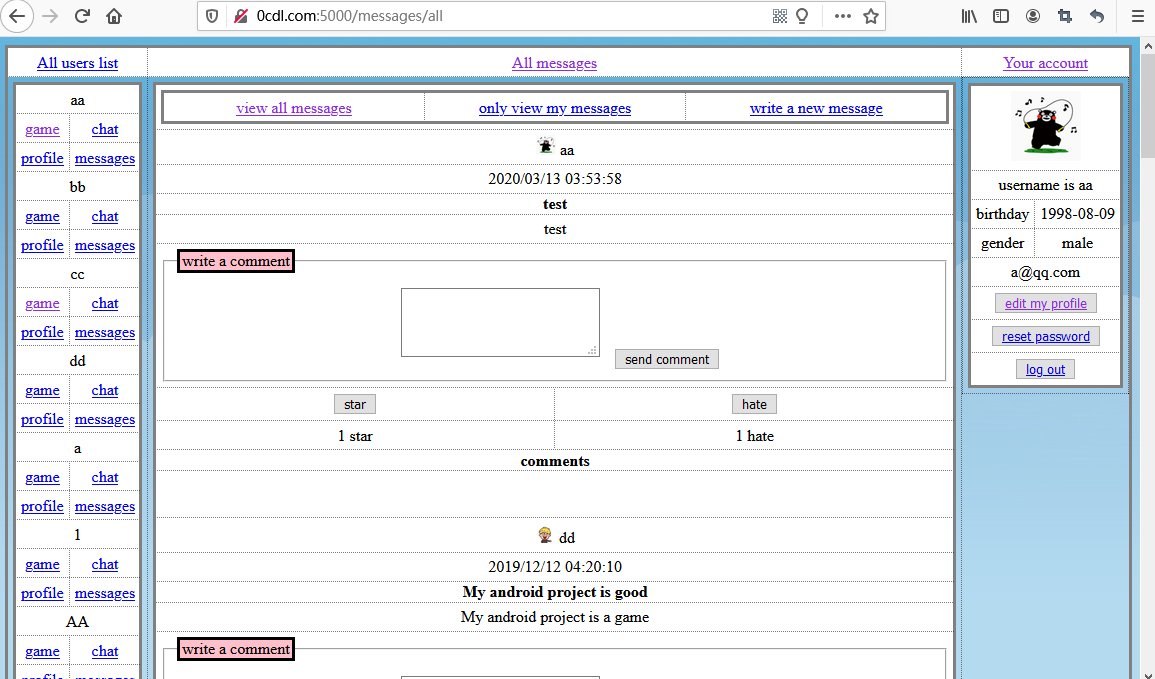 0cdl.com:5000/messages/all
All users list
All messages
Your account
aa
game chat
profile messages
bb
game chat
profile messages
cc
game chat
profile messages
dd
game chat
profile messages
a
game chat
profile messages
1
game chat
profile messages
AA
game chat
profile messages
view all messages only view my messages write a new message
aa
2020/03/13 03:53:58
test
test
write a comment
send comment
star hate
1 star 1 hate
comments
dd
2019/12/12 04:20:10
My android project is good
My android project is a game
write a comment
username is aa
birthday 1998-08-09
gender male
a@qq.com
edit my profile
reset password
log out